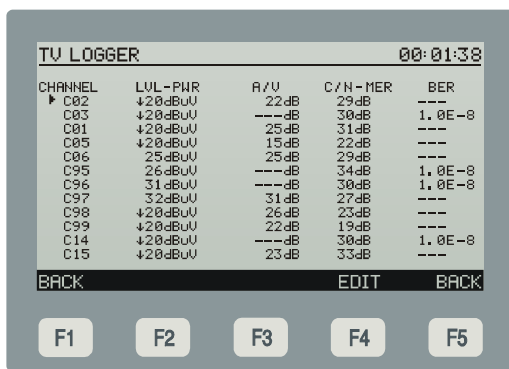 TV LOGGER 00:01:38
CHANNEL LVL-PWR A/V C/N-MER BER
C02 ↓20dBuV 22dB 29dB ---
C03 ↓20dBuV ---dB 30dB 1.0E-8
C01 ↓20dBuV 25dB 31dB ---
C05 ↓20dBuV 15dB 22dB ---
C06 25dBuV 25dB 29dB ---
C95 26dBuV ---dB 34dB 1.0E-8
C96 31dBuV ---dB 30dB 1.0E-8
C97 32dBuV 31dB 27dB ---
C98 ↓20dBuV 26dB 23dB ---
C99 ↓20dBuV 22dB 19dB ---
C14 ↓20dBuV ---dB 30dB 1.0E-8
C15 ↓20dBuV 23dB 33dB ---
BACK EDIT BACK
F1 F2 F3 F4 F5